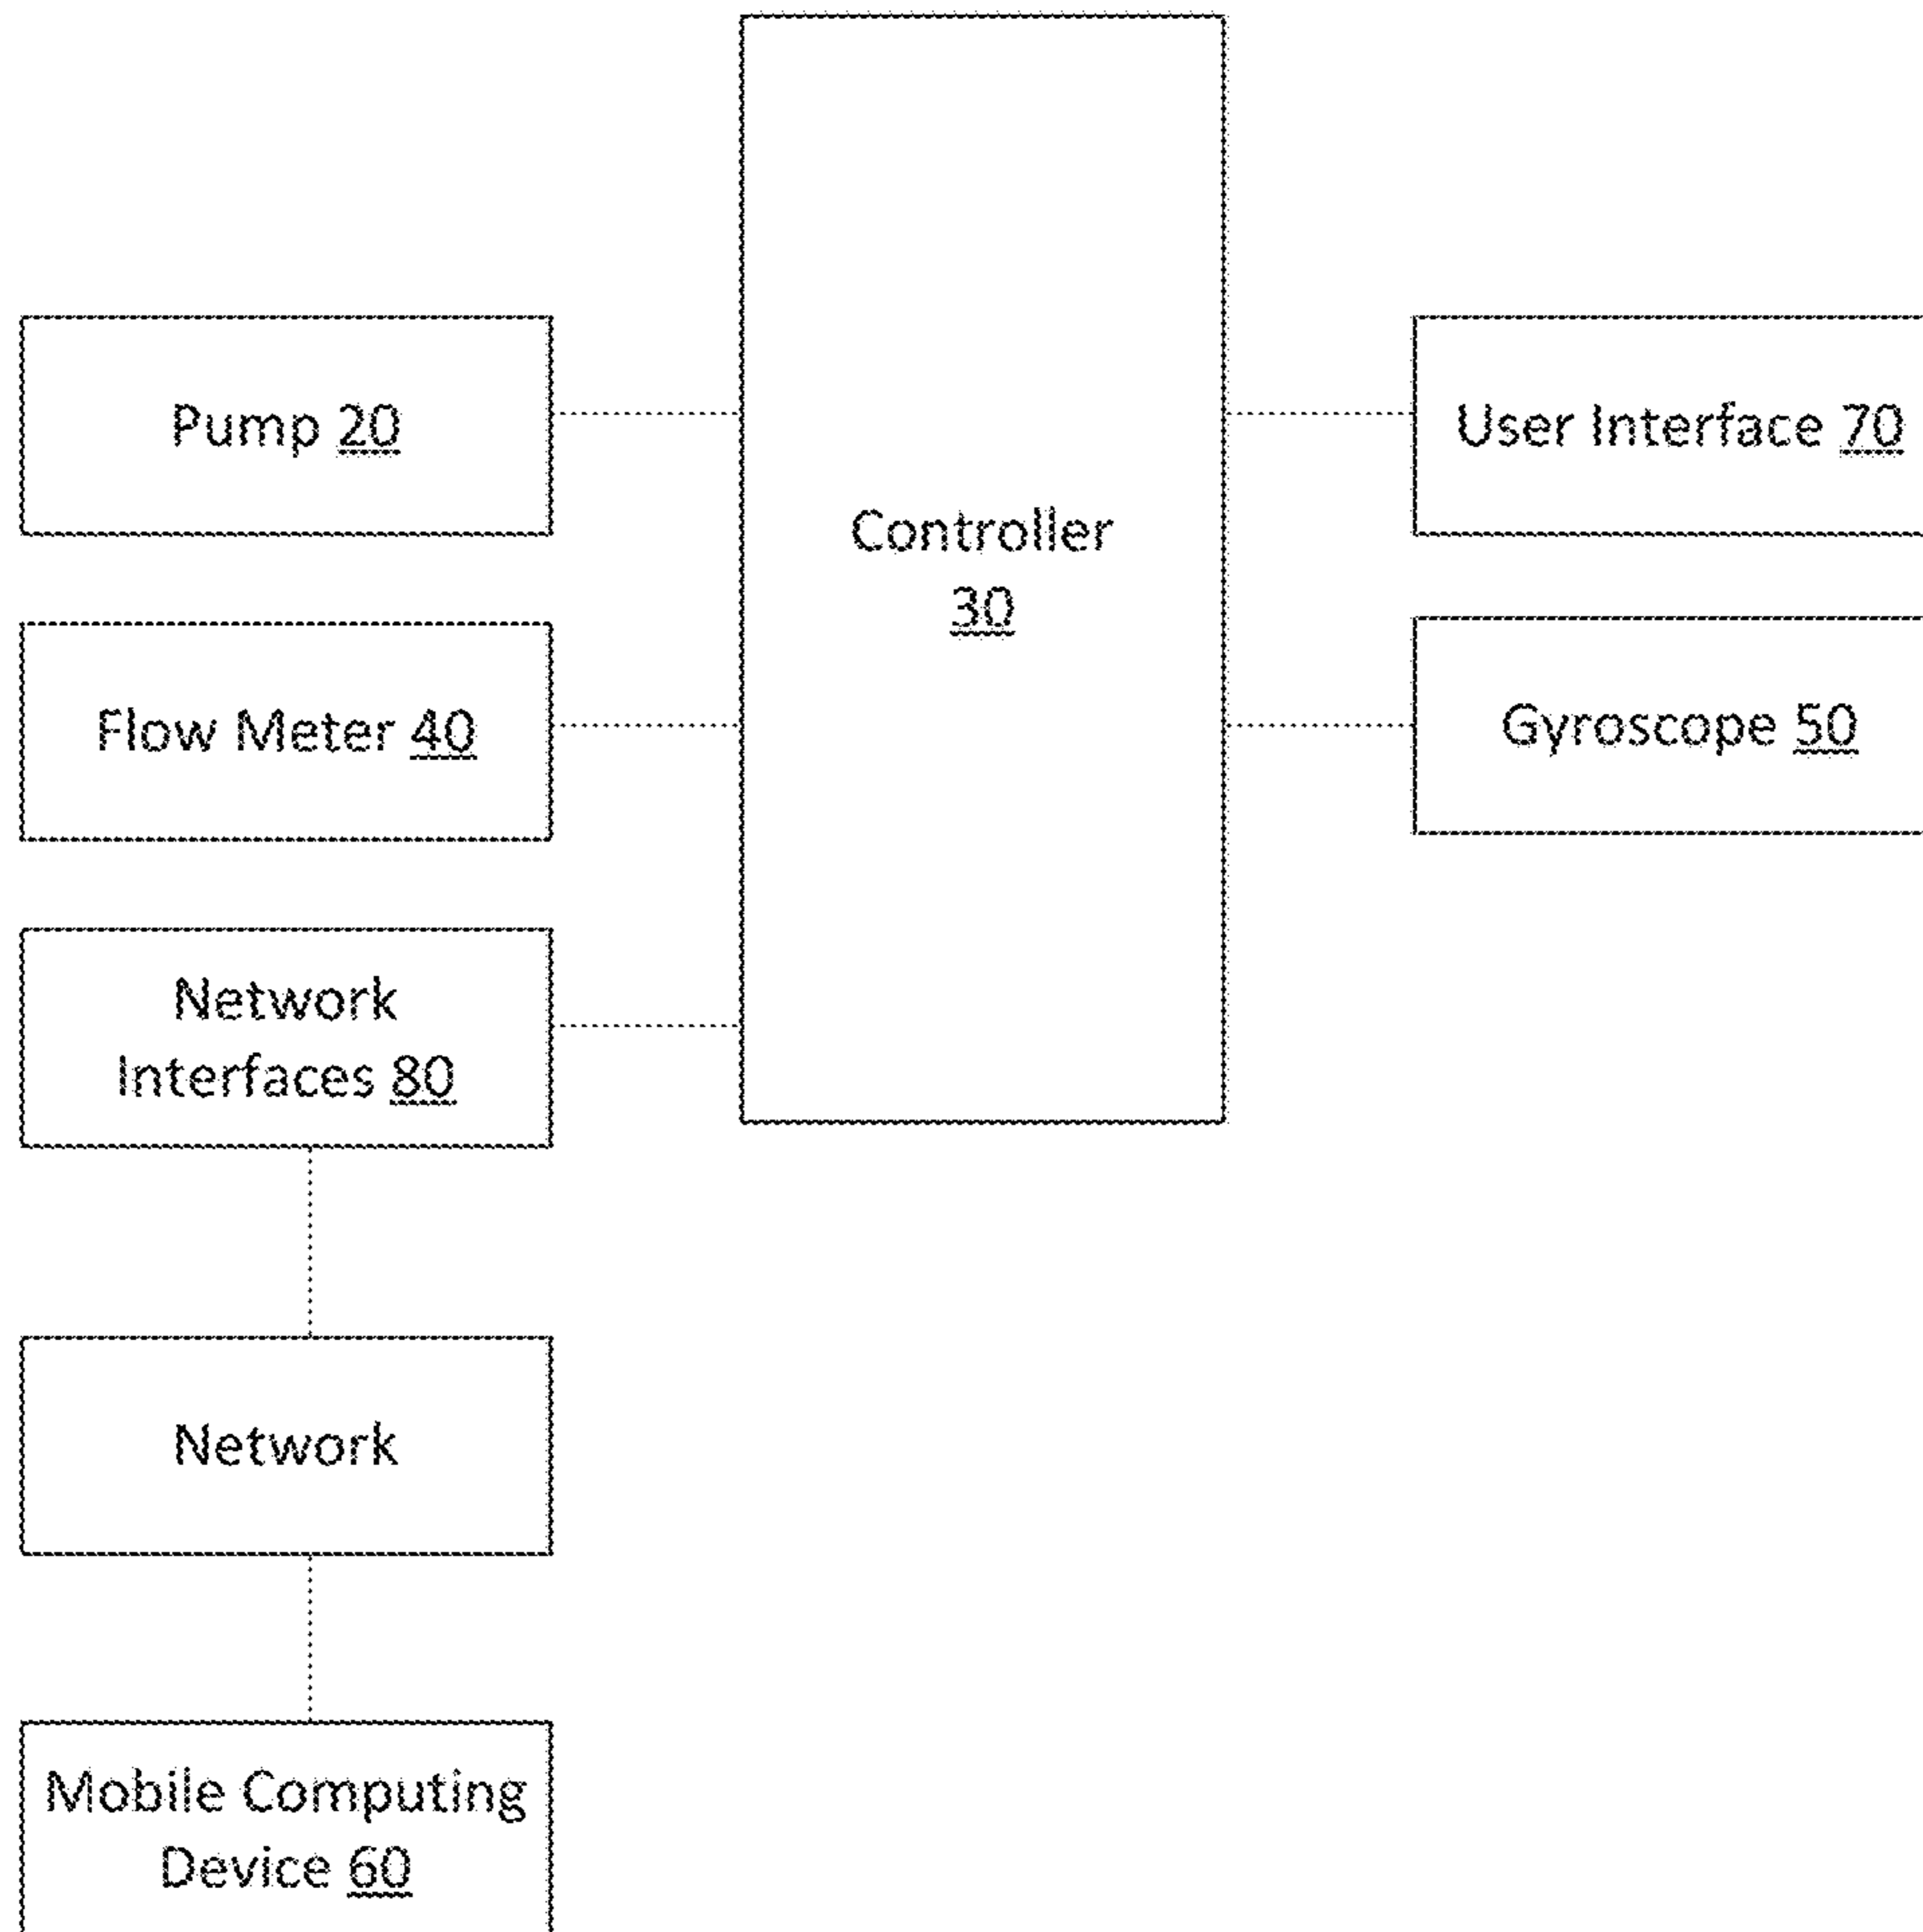 Pump 20
User Interface 70
Controller
30
Flow Meter 40
Gyroscope 50
Network
Interfaces 80
Network
Mobile Computing
Device 60